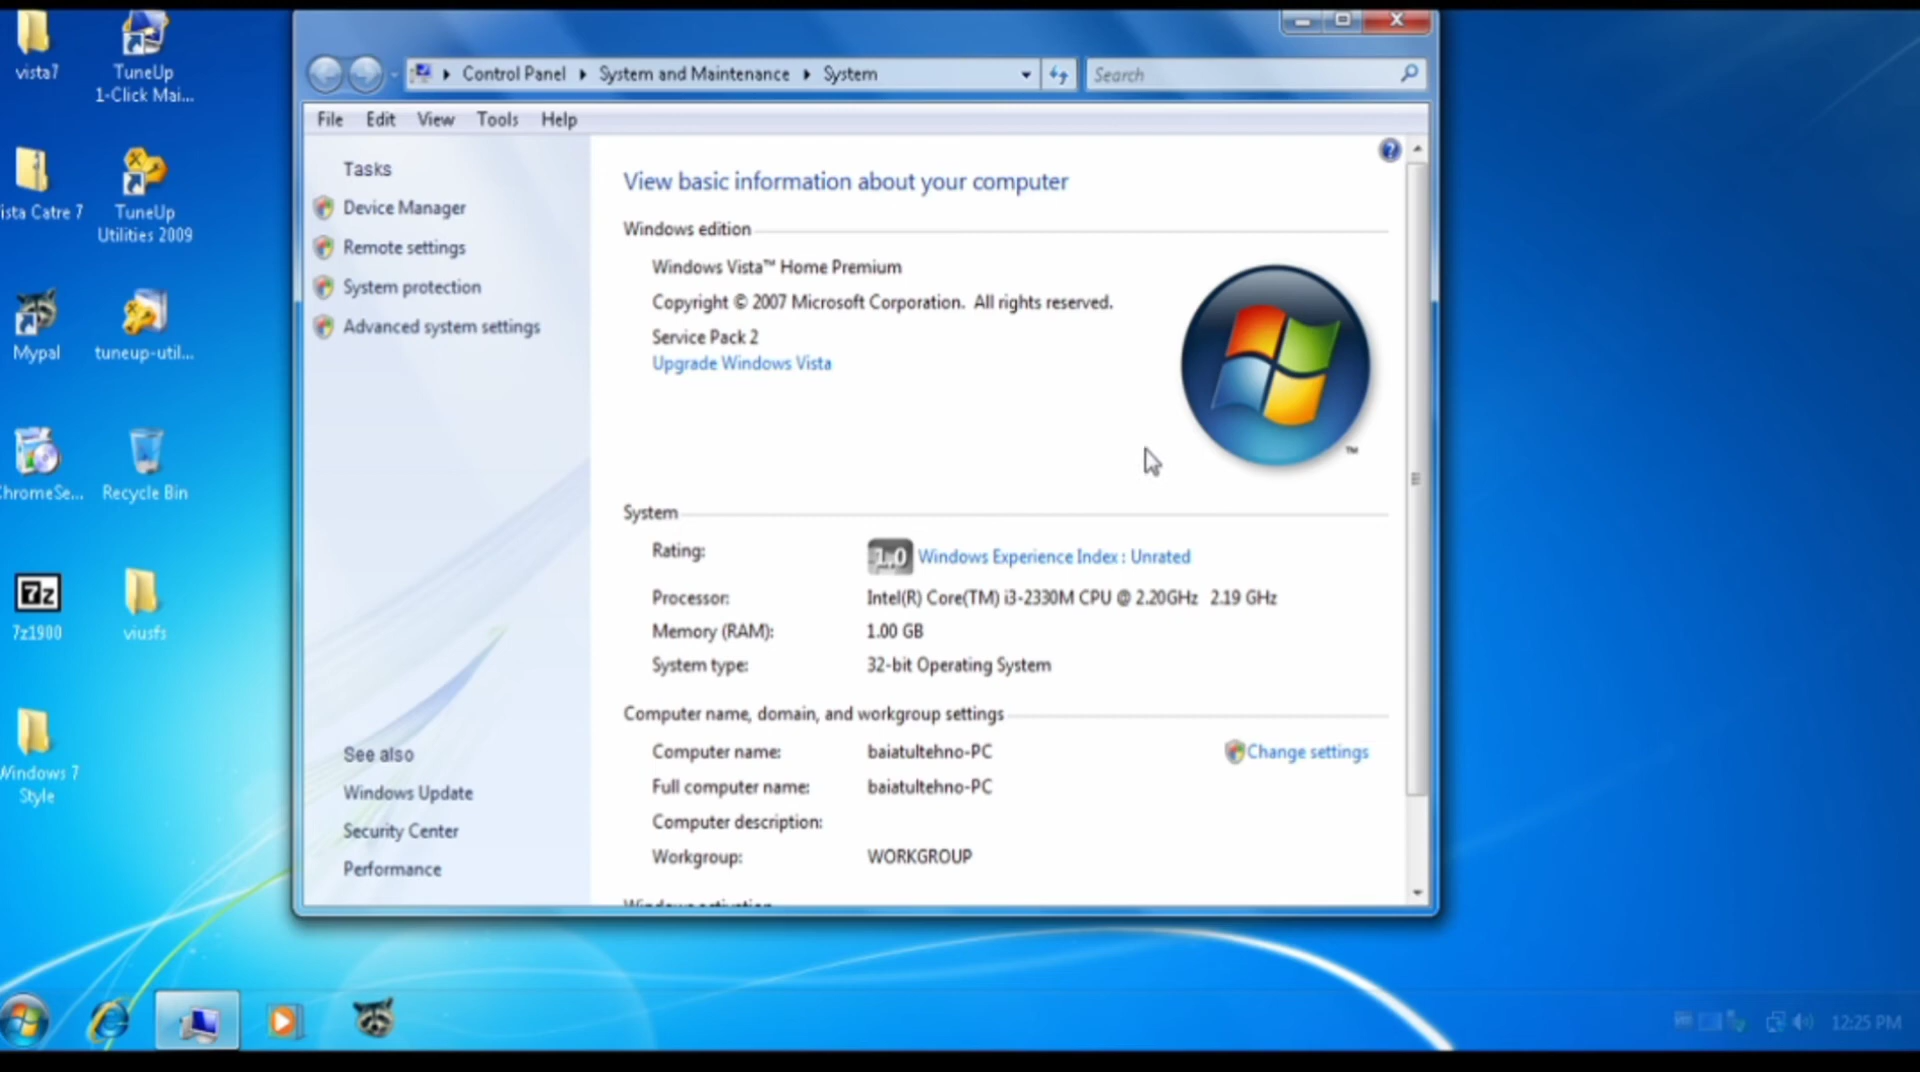 vista7
TuneUp
1-Click Mai...
ista Catre 7
TuneUp
Utilities 2009
Mypal
tuneup-util...
ChromeSe...
Recycle Bin
7z
7z1900
viusfs
Windows 7
Style
Control Panel
System and Maintenance
System
Search
File Edit View Tools Help
Tasks
Device Manager
Remote settings
System protection
Advanced system settings
See also
Windows Update
Security Center
Performance
View basic information about your computer
Windows edition
Windows Vista™ Home Premium
Copyright © 2007 Microsoft Corporation. All rights reserved.
Service Pack 2
Upgrade Windows Vista
™
System
Rating: 1.0 Windows Experience Index : Unrated
Processor: Intel(R) Core(TM) i3-2330M CPU @ 2.20GHz 2.19 GHz
Memory (RAM): 1.00 GB
System type: 32-bit Operating System
Computer name, domain, and workgroup settings
Computer name: baiatultehno-PC Change settings
Full computer name: baiatultehno-PC
Computer description:
Workgroup: WORKGROUP
Windows activation
12:25 PM